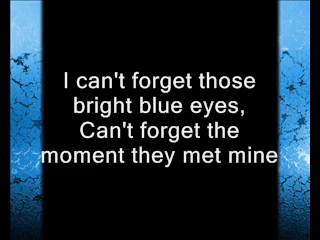 I can't forget those
bright blue eyes,
Can't forget the
moment they met mine